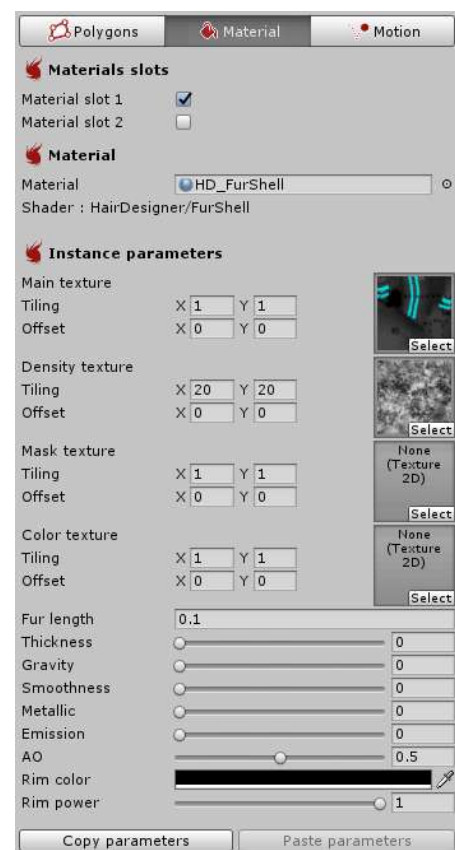 Polygons Material Motion
Materials slots
Material slot 1
Material slot 2
Material
Material HD_FurShell
Shader : HairDesigner/FurShell
Instance parameters
Main texture
Tiling X 1 Y 1
Offset X 0 Y 0
Select
Density texture
Tiling X 20 Y 20
Offset X 0 Y 0
Select
Mask texture
None
(Texture
2D)
Tiling X 1 Y 1
Offset X 0 Y 0
Select
Color texture
None
(Texture
2D)
Tiling X 1 Y 1
Offset X 0 Y 0
Select
Fur length 0.1
Thickness 0
Gravity 0
Smoothness 0
Metallic 0
Emission 0
AO 0.5
Rim color
Rim power 1
Copy parameters Paste parameters